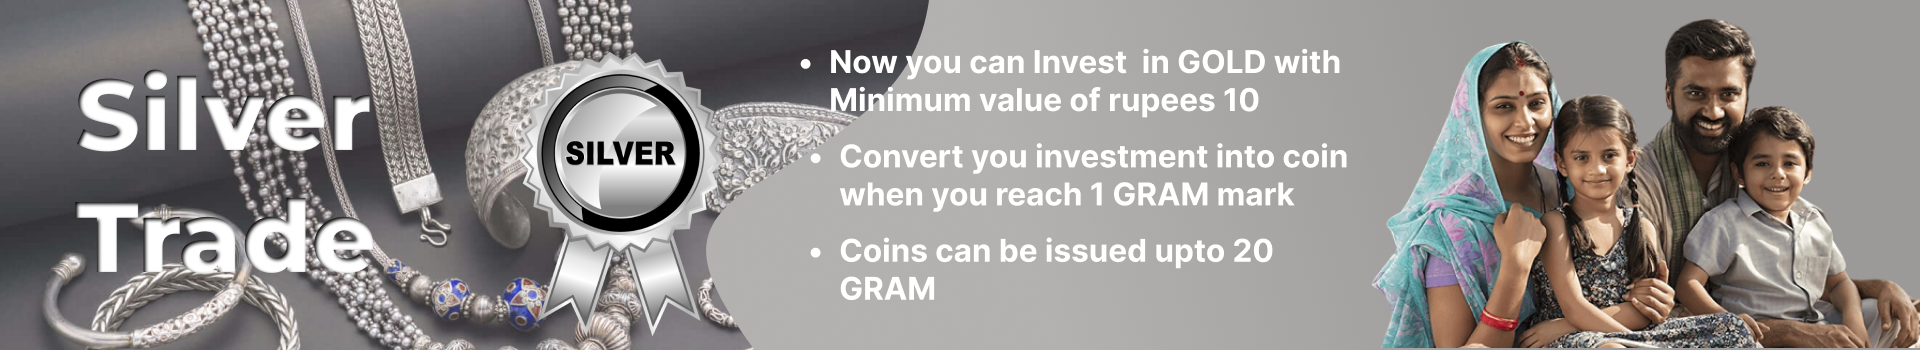 Silver
Trade
SILVER
• Now you can Invest  in GOLD with
Minimum value of rupees 10
• Convert you investment into coin
when you reach 1 GRAM mark
• Coins can be issued upto 20
GRAM